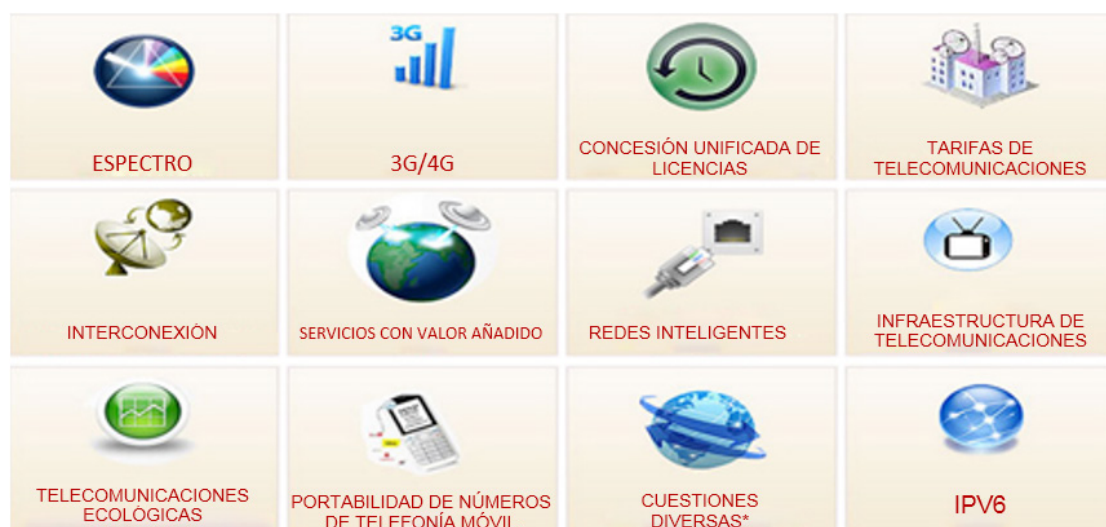 3G
ESPECTRO
3G/4G
CONCESIÓN UNIFICADA DE
LICENCIAS
TARIFAS DE
TELECOMUNICACIONES
INTERCONEXIÓN
SERVICIOS CON VALOR AÑADIDO
REDES INTELIGENTES
INFRAESTRUCTURA DE
TELECOMUNICACIONES
TELECOMUNICACIONES
ECOLÓGICAS
PORTABILIDAD DE NÚMEROS
DE TELEFONÍA MÓVIL
CUESTIONES
DIVERSAS*
IPV6